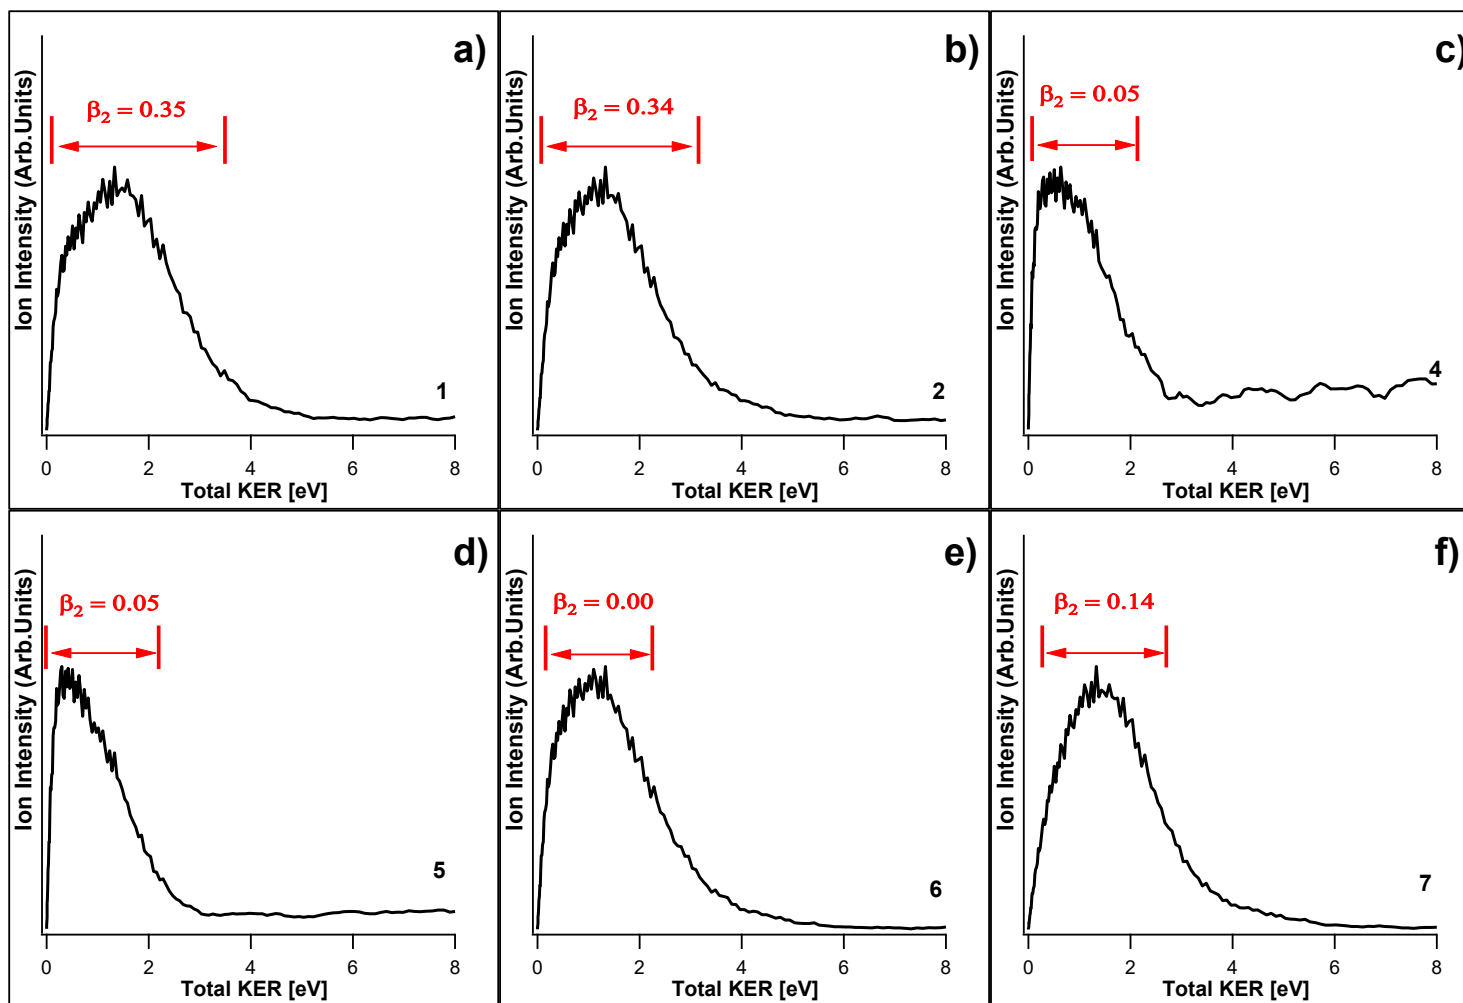 a)
β₂ = 0.35
Ion Intensity (Arb.Units)
1
0 2 4 6 8
Total KER [eV]
b)
β₂ = 0.34
Ion Intensity (Arb.Units)
2
0 2 4 6 8
Total KER [eV]
c)
β₂ = 0.05
Ion Intensity (Arb.Units)
4
0 2 4 6 8
Total KER [eV]
d)
β₂ = 0.05
Ion Intensity (Arb.Units)
5
0 2 4 6 8
Total KER [eV]
e)
β₂ = 0.00
Ion Intensity (Arb.Units)
6
0 2 4 6 8
Total KER [eV]
f)
β₂ = 0.14
Ion Intensity (Arb.Units)
7
0 2 4 6 8
Total KER [eV]